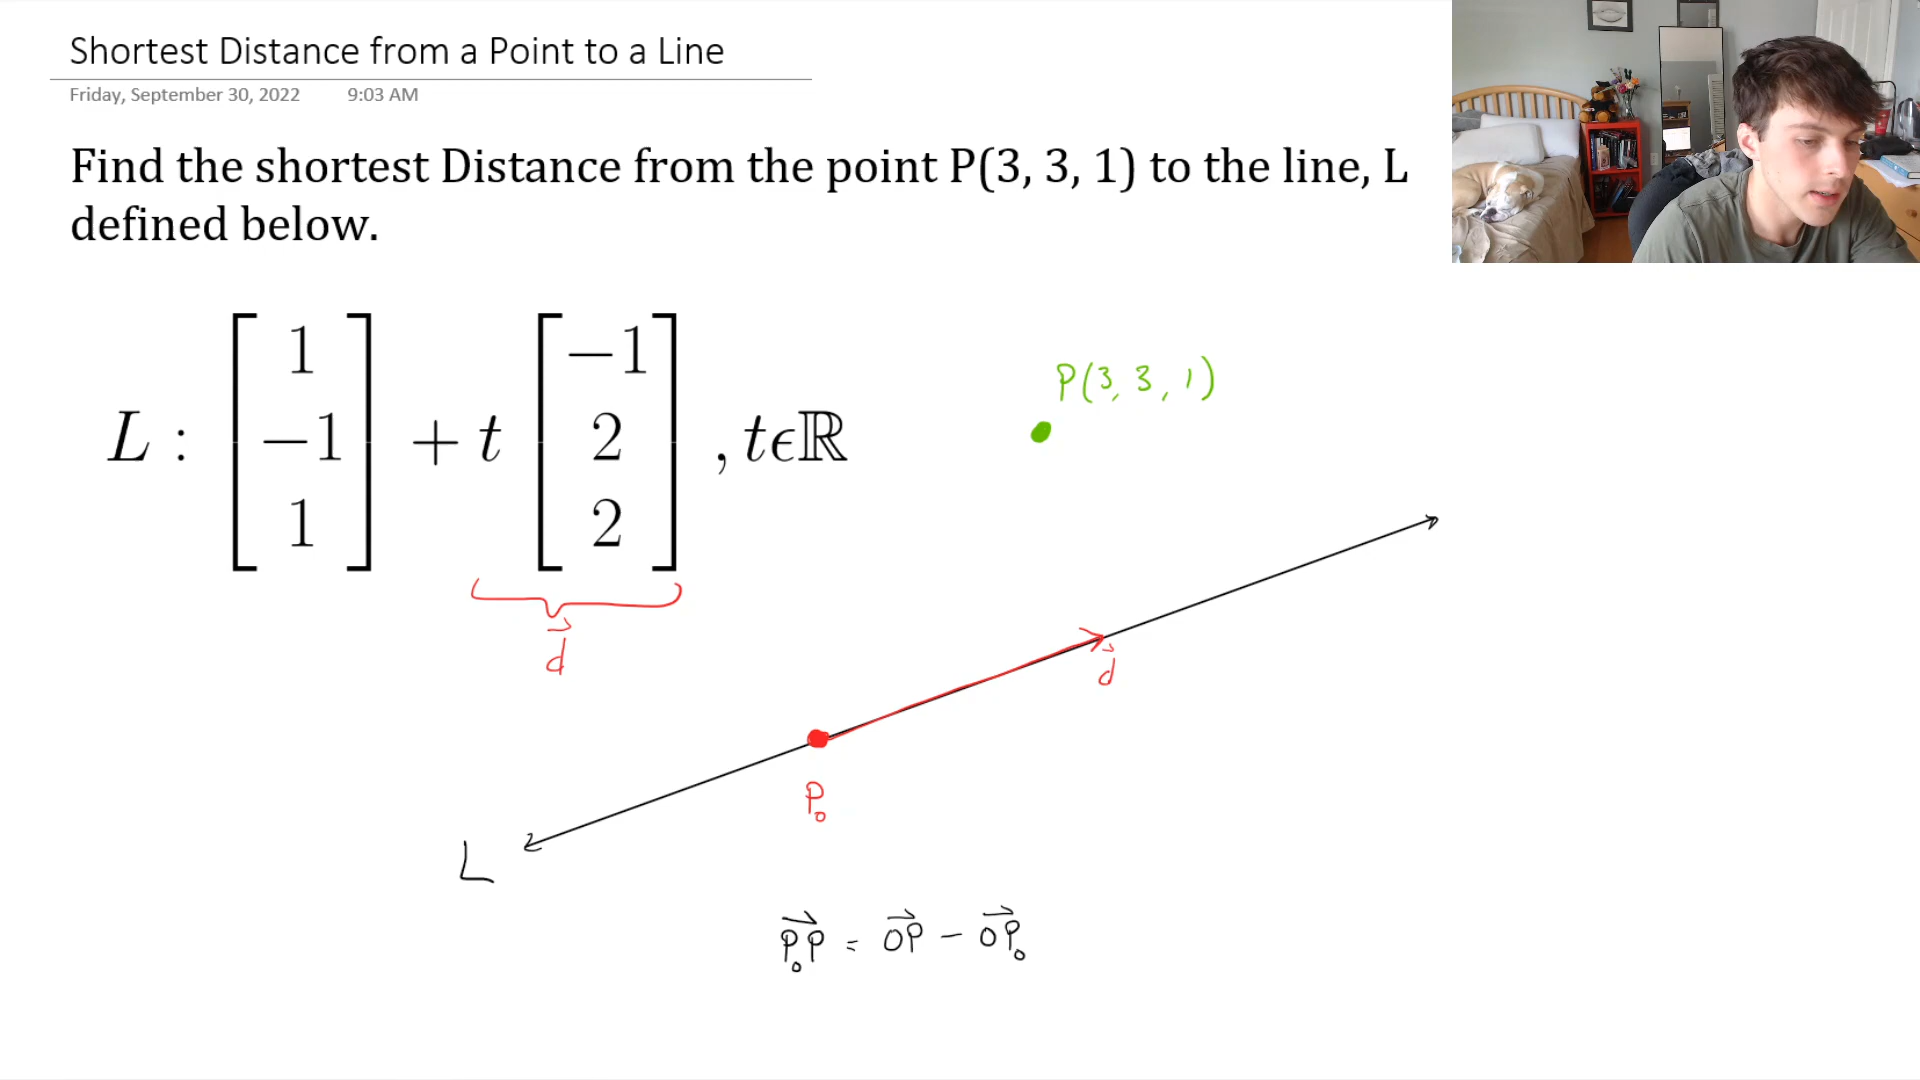 Shortest Distance from a Point to a Line
Friday, September 30, 2022 9:03 AM
Find the shortest Distance from the point P(3, 3, 1) to the line, L
defined below.
L : [1 −1 1] + t [−1 2 2] , tϵℝ
P(3, 3, 1)
d⃗
d⃗
P₀
L
P₀P⃗ = OP⃗ − OP₀⃗